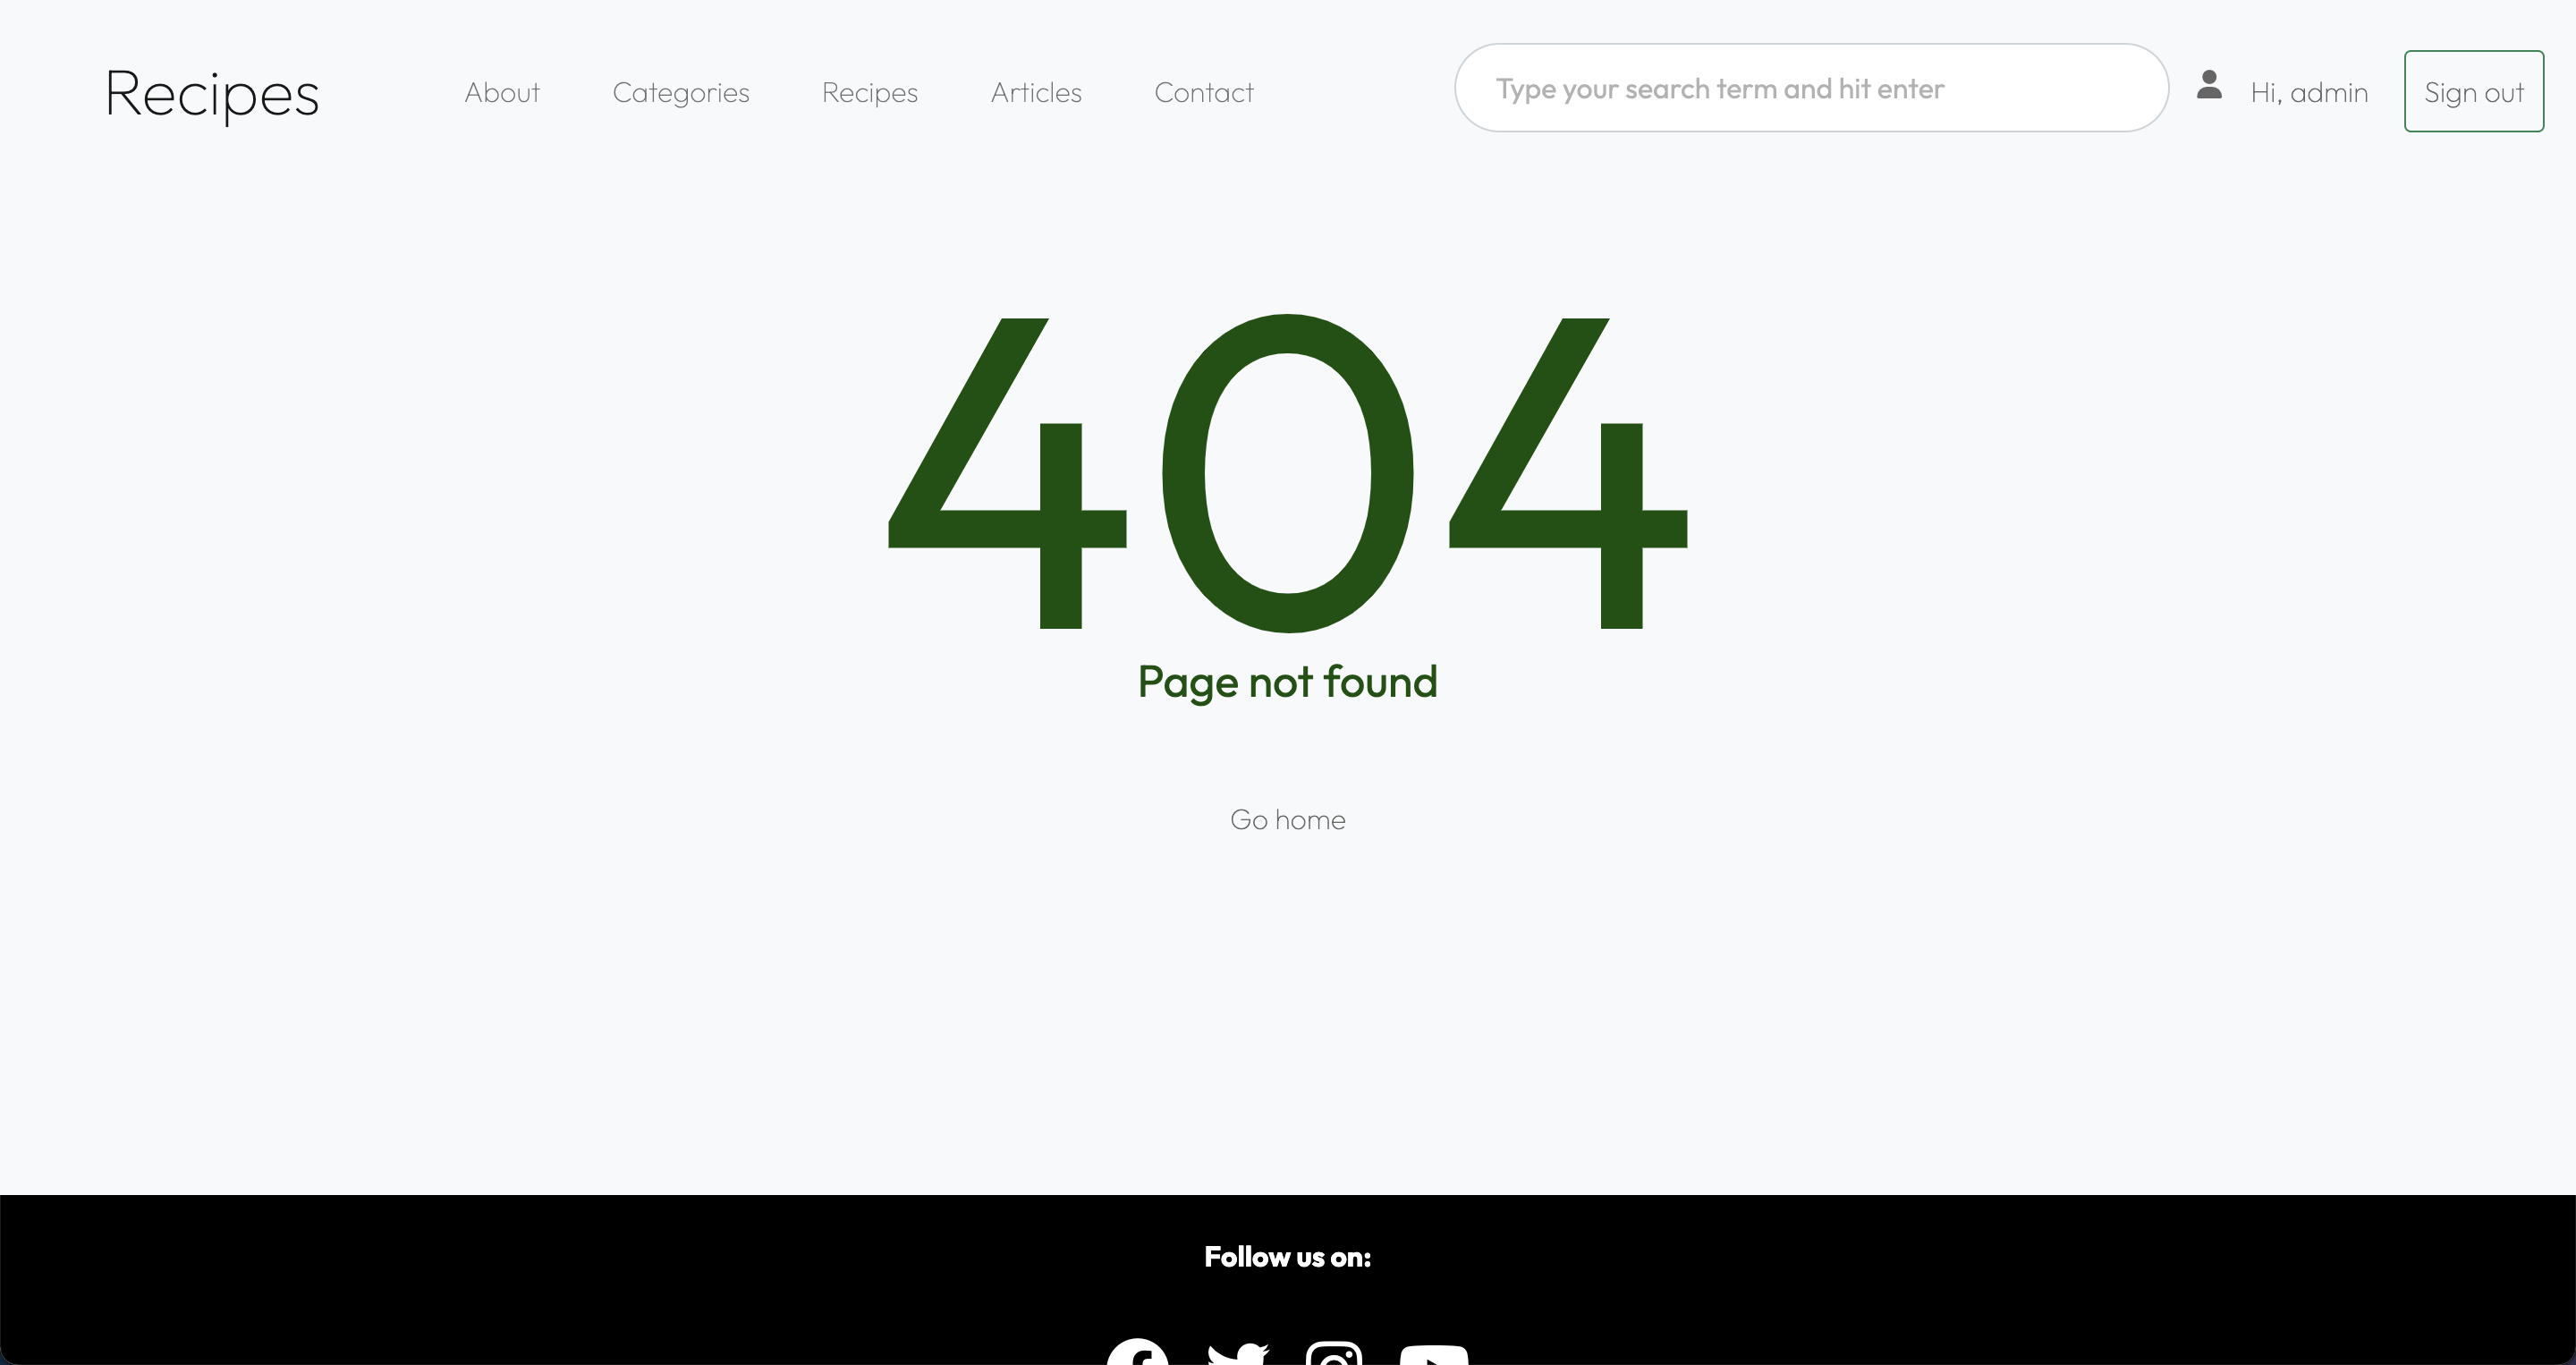 Recipes
About Categories Recipes Articles Contact
Type your search term and hit enter
Hi, admin
Sign out
404
Page not found
Go home
Follow us on: